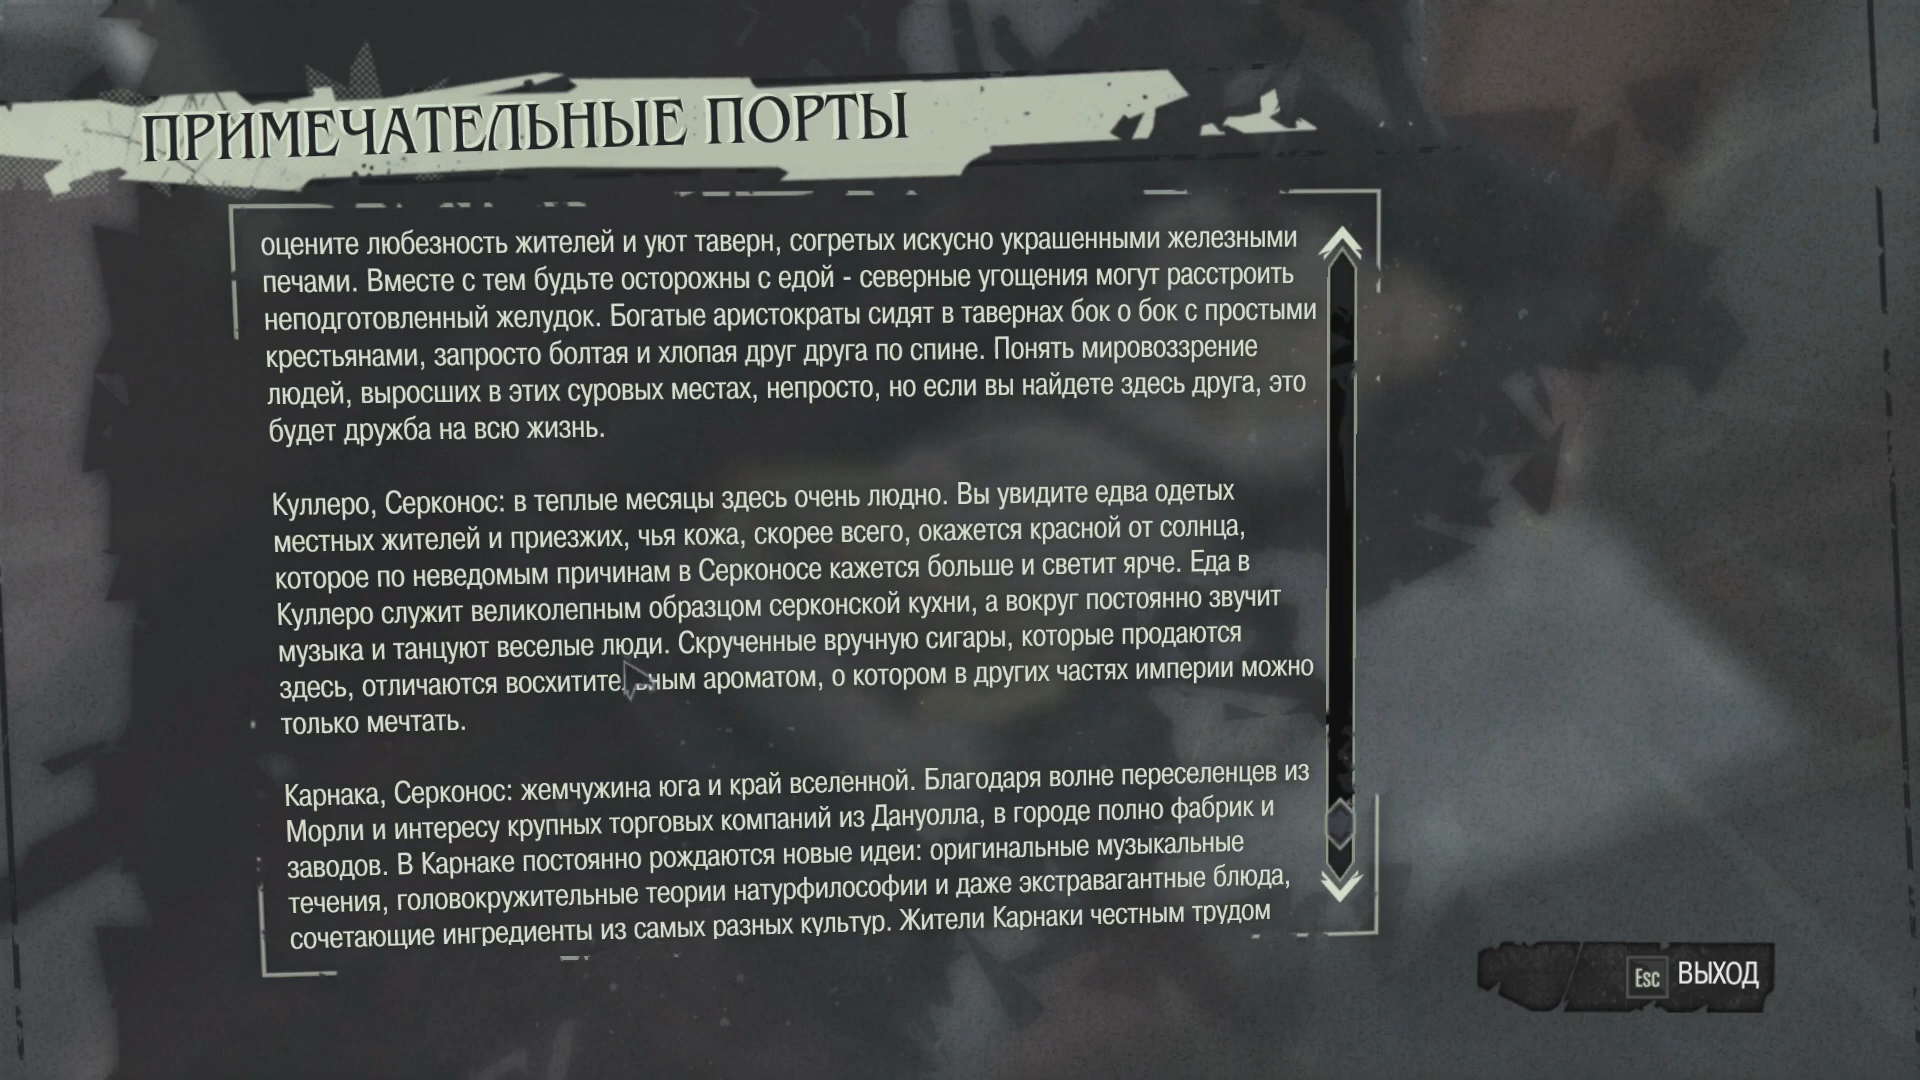 ПРИМЕЧАТЕЛЬНЫЕ ПОРТЫ
оцените любезность жителей и уют таверн, согретых искусно украшенными железными
печами. Вместе с тем будьте осторожны с едой - северные угощения могут расстроить
неподготовленный желудок. Богатые аристократы сидят в тавернах бок о бок с простыми
крестьянами, запросто болтая и хлопая друг друга по спине. Понять мировоззрение
людей, выросших в этих суровых местах, непросто, но если вы найдете здесь друга, это
будет дружба на всю жизнь.
Куллеро, Серконос: в теплые месяцы здесь очень людно. Вы увидите едва одетых
местных жителей и приезжих, чья кожа, скорее всего, окажется красной от солнца,
которое по неведомым причинам в Серконосе кажется больше и светит ярче. Еда в
Куллеро служит великолепным образцом серконской кухни, а вокруг постоянно звучит
музыка и танцуют веселые люди. Скрученные вручную сигары, которые продаются
здесь, отличаются восхитительным ароматом, о котором в других частях империи можно
только мечтать.
Карнака, Серконос: жемчужина юга и край вселенной. Благодаря волне переселенцев из
Морли и интересу крупных торговых компаний из Дануолла, в городе полно фабрик и
заводов. В Карнаке постоянно рождаются новые идеи: оригинальные музыкальные
течения, головокружительные теории натурфилософии и даже экстравагантные блюда,
сочетающие ингредиенты из самых разных культур. Жители Карнаки честным трудом
Esc ВЫХОД